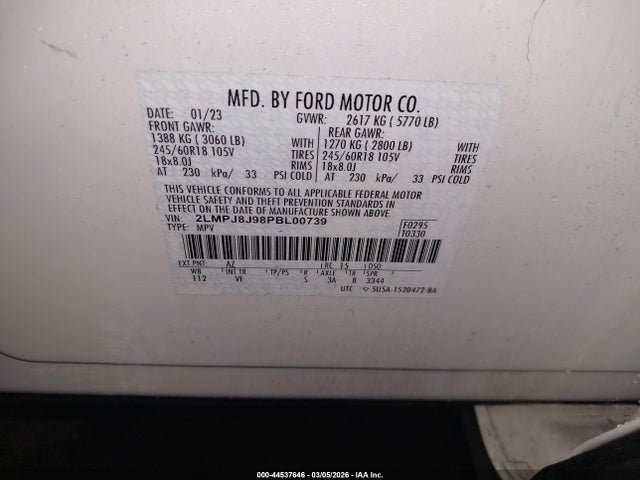 MFD. BY FORD MOTOR CO.
DATE: 01/23 GVWR: 2617 KG ( 5770 LB)
FRONT GAWR: REAR GAWR:
1388 KG ( 3060 LB) WITH 1270 KG ( 2800 LB) WITH
245/60R18 105V TIRES 245/60R18 105V TIRES
18x8.0J RIMS 18x8.0J RIMS
AT 230 kPa/ 33 PSI COLD AT 230 kPa/ 33 PSI COLD
THIS VEHICLE CONFORMS TO ALL APPLICABLE FEDERAL MOTOR
VEHICLE SAFETY AND THEFT PREVENTION STANDARDS IN
EFFECT ON THE DATE OF MANUFACTURE SHOWN ABOVE.
VIN: 2LMPJ8J98PBL00739 F0295
TYPE: MPV T0330
EXT PNT: AZ RC: 15 DSO:
WB INT TR TP/PS R AXLE TR SPR
112 VE S 3A B 3344
UTC SU5A-1520472-BA
000-44537646 - 03/05/2026 - IAA Inc.